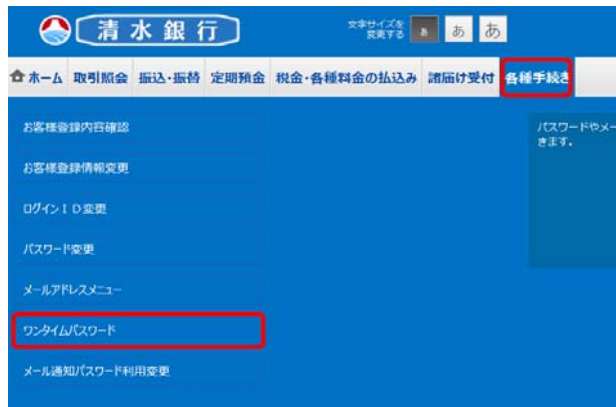 清水銀行
文字サイズを
変更する
あ あ あ
ホーム 取引照会 振込・振替 定期預金 税金・各種料金の払込み 諸届け受付 各種手続き
お客様登録内容確認
お客様登録情報変更
ログインID変更
パスワード変更
メールアドレスメニュー
ワンタイムパスワード
メール通知パスワード利用変更
パスワードやメー
きます。